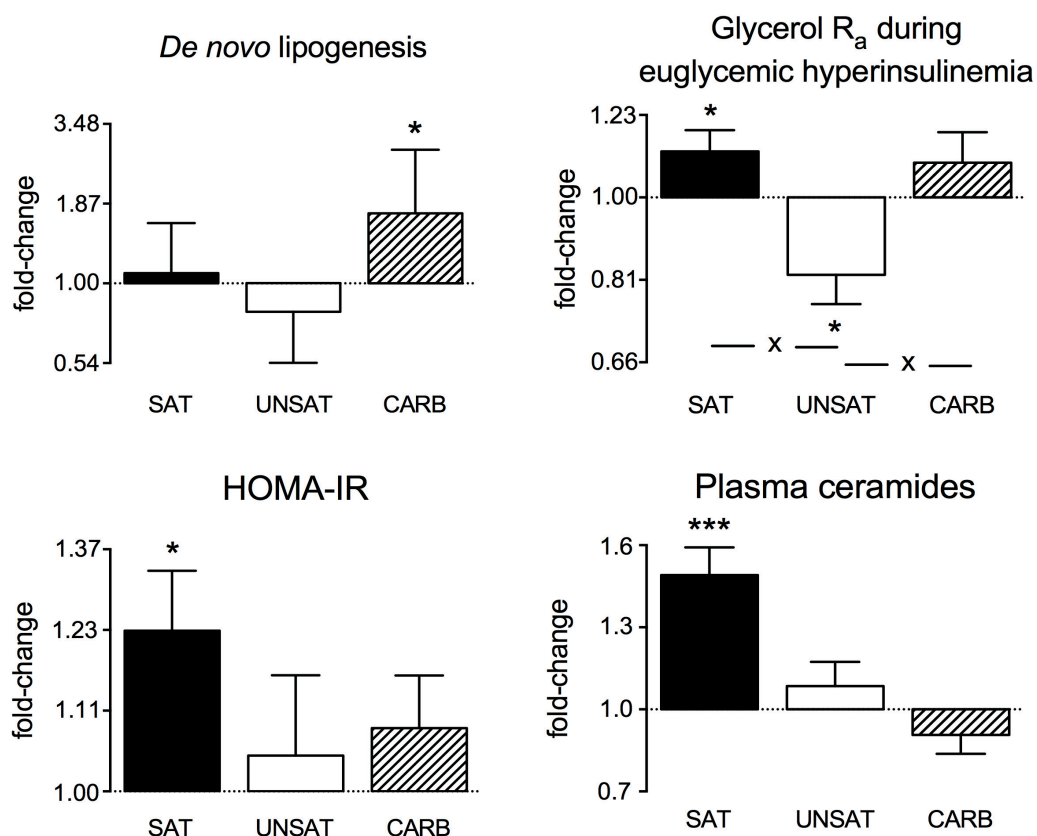 De novo lipogenesis
fold-change
3.48
1.87
1.00
0.54
*
SAT UNSAT CARB
Glycerol Ra during
euglycemic hyperinsulinemia
fold-change
1.23
1.00
0.81
0.66
*
*
x
x
SAT UNSAT CARB
HOMA-IR
fold-change
1.37
1.23
1.11
1.00
*
SAT UNSAT CARB
Plasma ceramides
fold-change
1.6
1.3
1.0
0.7
***
SAT UNSAT CARB